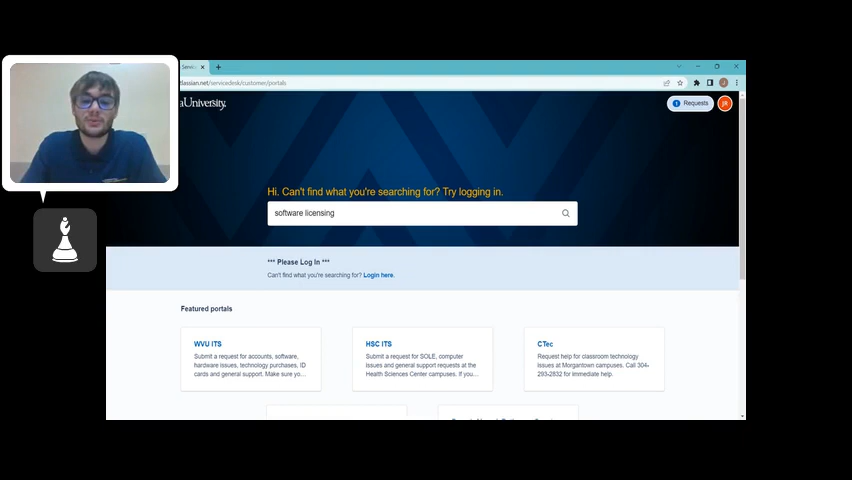 Servic
tlassian.net/servicedesk/customer/portals
aUniversity.
Requests
JR
Hi. Can't find what you're searching for? Try logging in.
software licensing
*** Please Log In ***
Can't find what you're searching for? Login here.
Featured portals
WVU ITS
Submit a request for accounts, software,
hardware issues, technology purchases, ID
cards and general support. Make sure yo...
HSC ITS
Submit a request for SOLE, computer
issues and general support requests at the
Health Sciences Center campuses. If you...
CTec
Request help for classroom technology
issues at Morgantown campuses. Call 304-
293-2832 for immediate help.